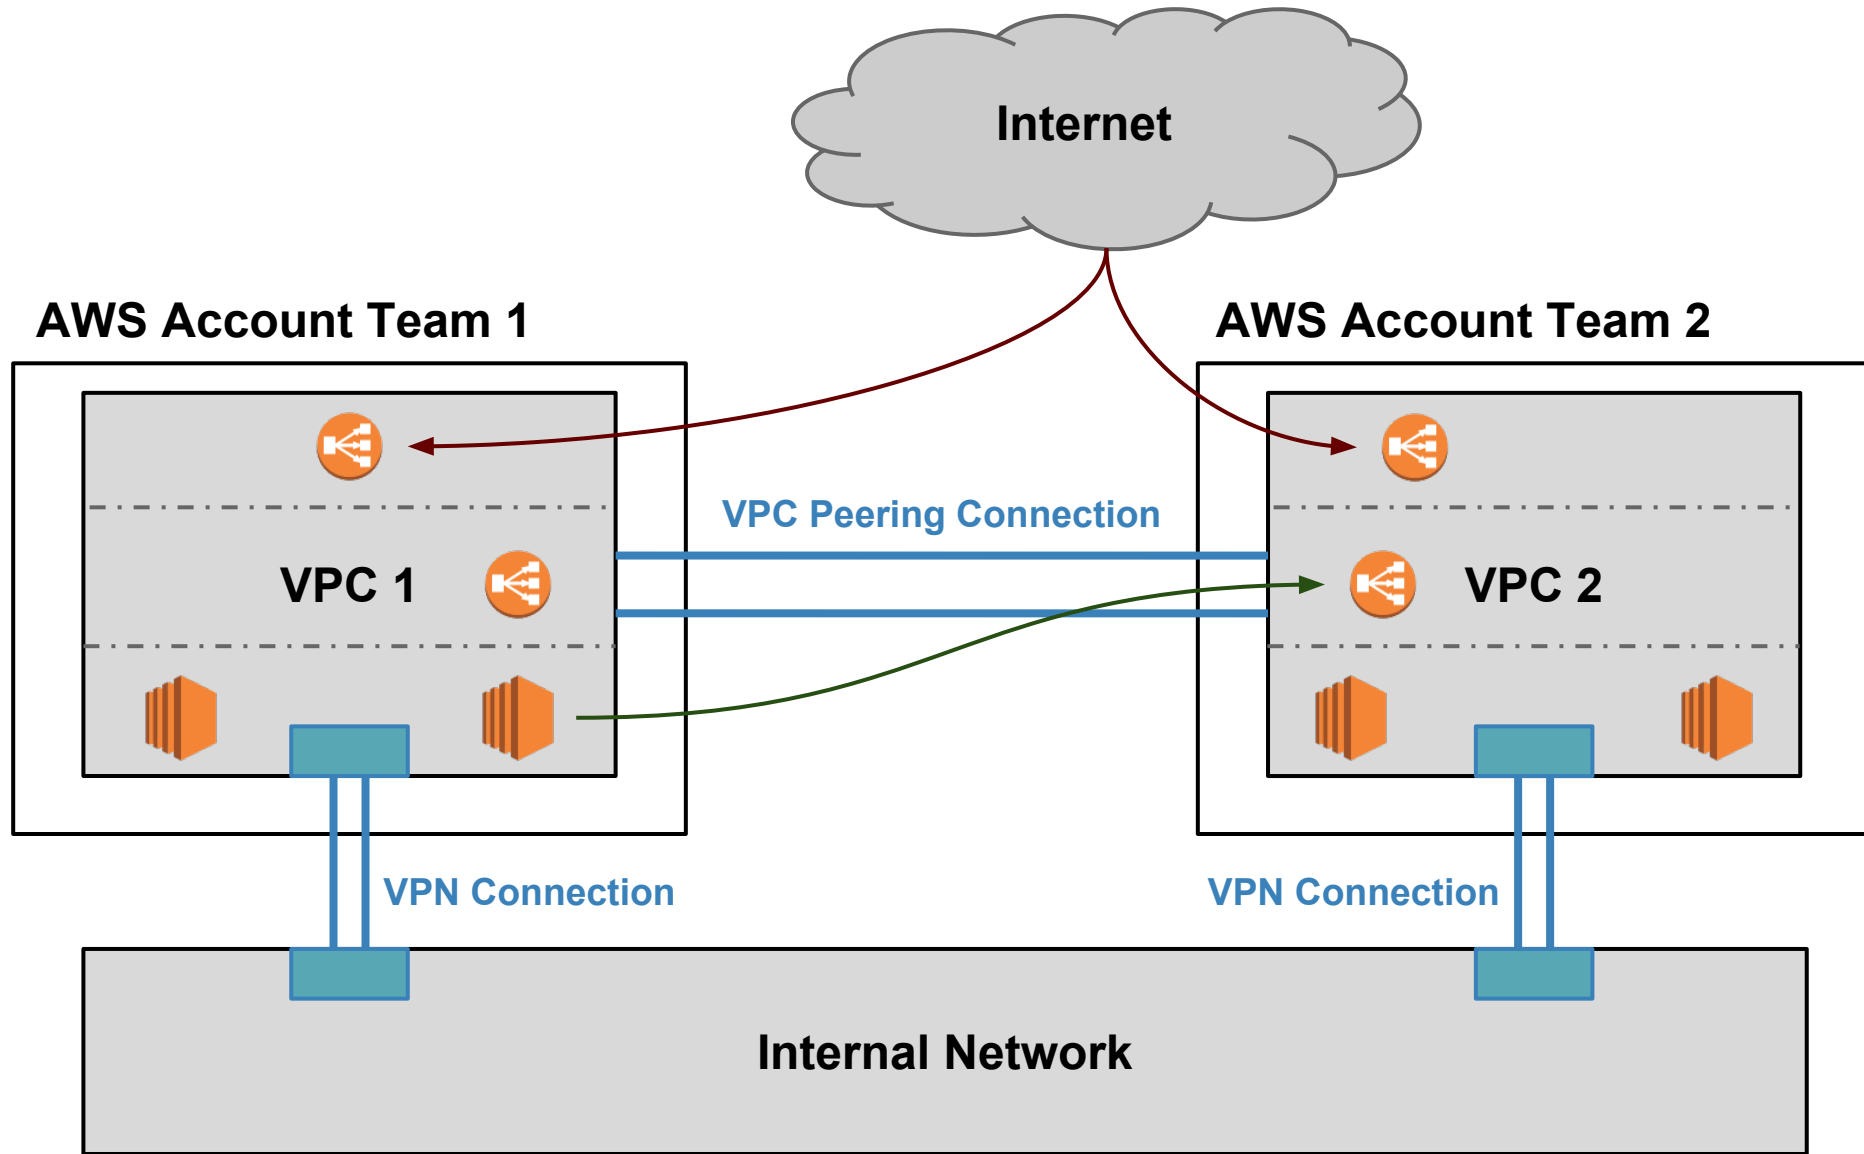 Internet
AWS Account Team 1
AWS Account Team 2
VPC Peering Connection
VPC 1
VPC 2
VPN Connection
VPN Connection
Internal Network